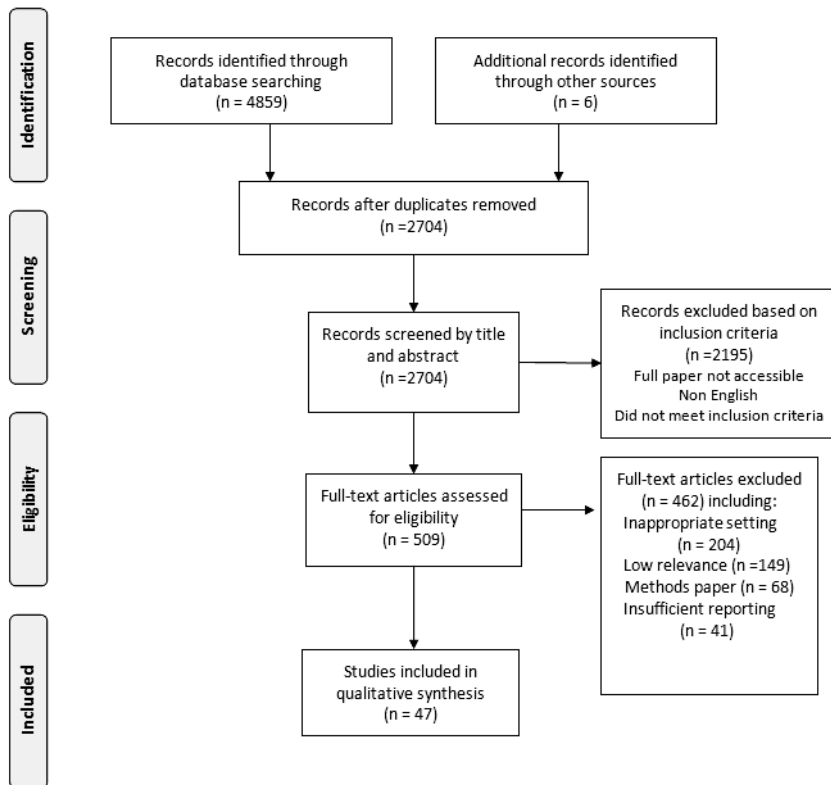 Identification
Records identified through
database searching
(n = 4859)
Additional records identified
through other sources
(n = 6)
Records after duplicates removed
(n =2704)
Screening
Records screened by title
and abstract
(n =2704)
Records excluded based on
inclusion criteria
(n =2195)
Full paper not accessible
Non English
Did not meet inclusion criteria
Eligibility
Full-text articles assessed
for eligibility
(n = 509)
Full-text articles excluded
(n = 462) including:
Inappropriate setting
(n = 204)
Low relevance (n =149)
Methods paper (n = 68)
Insufficient reporting
(n = 41)
Included
Studies included in
qualitative synthesis
(n = 47)